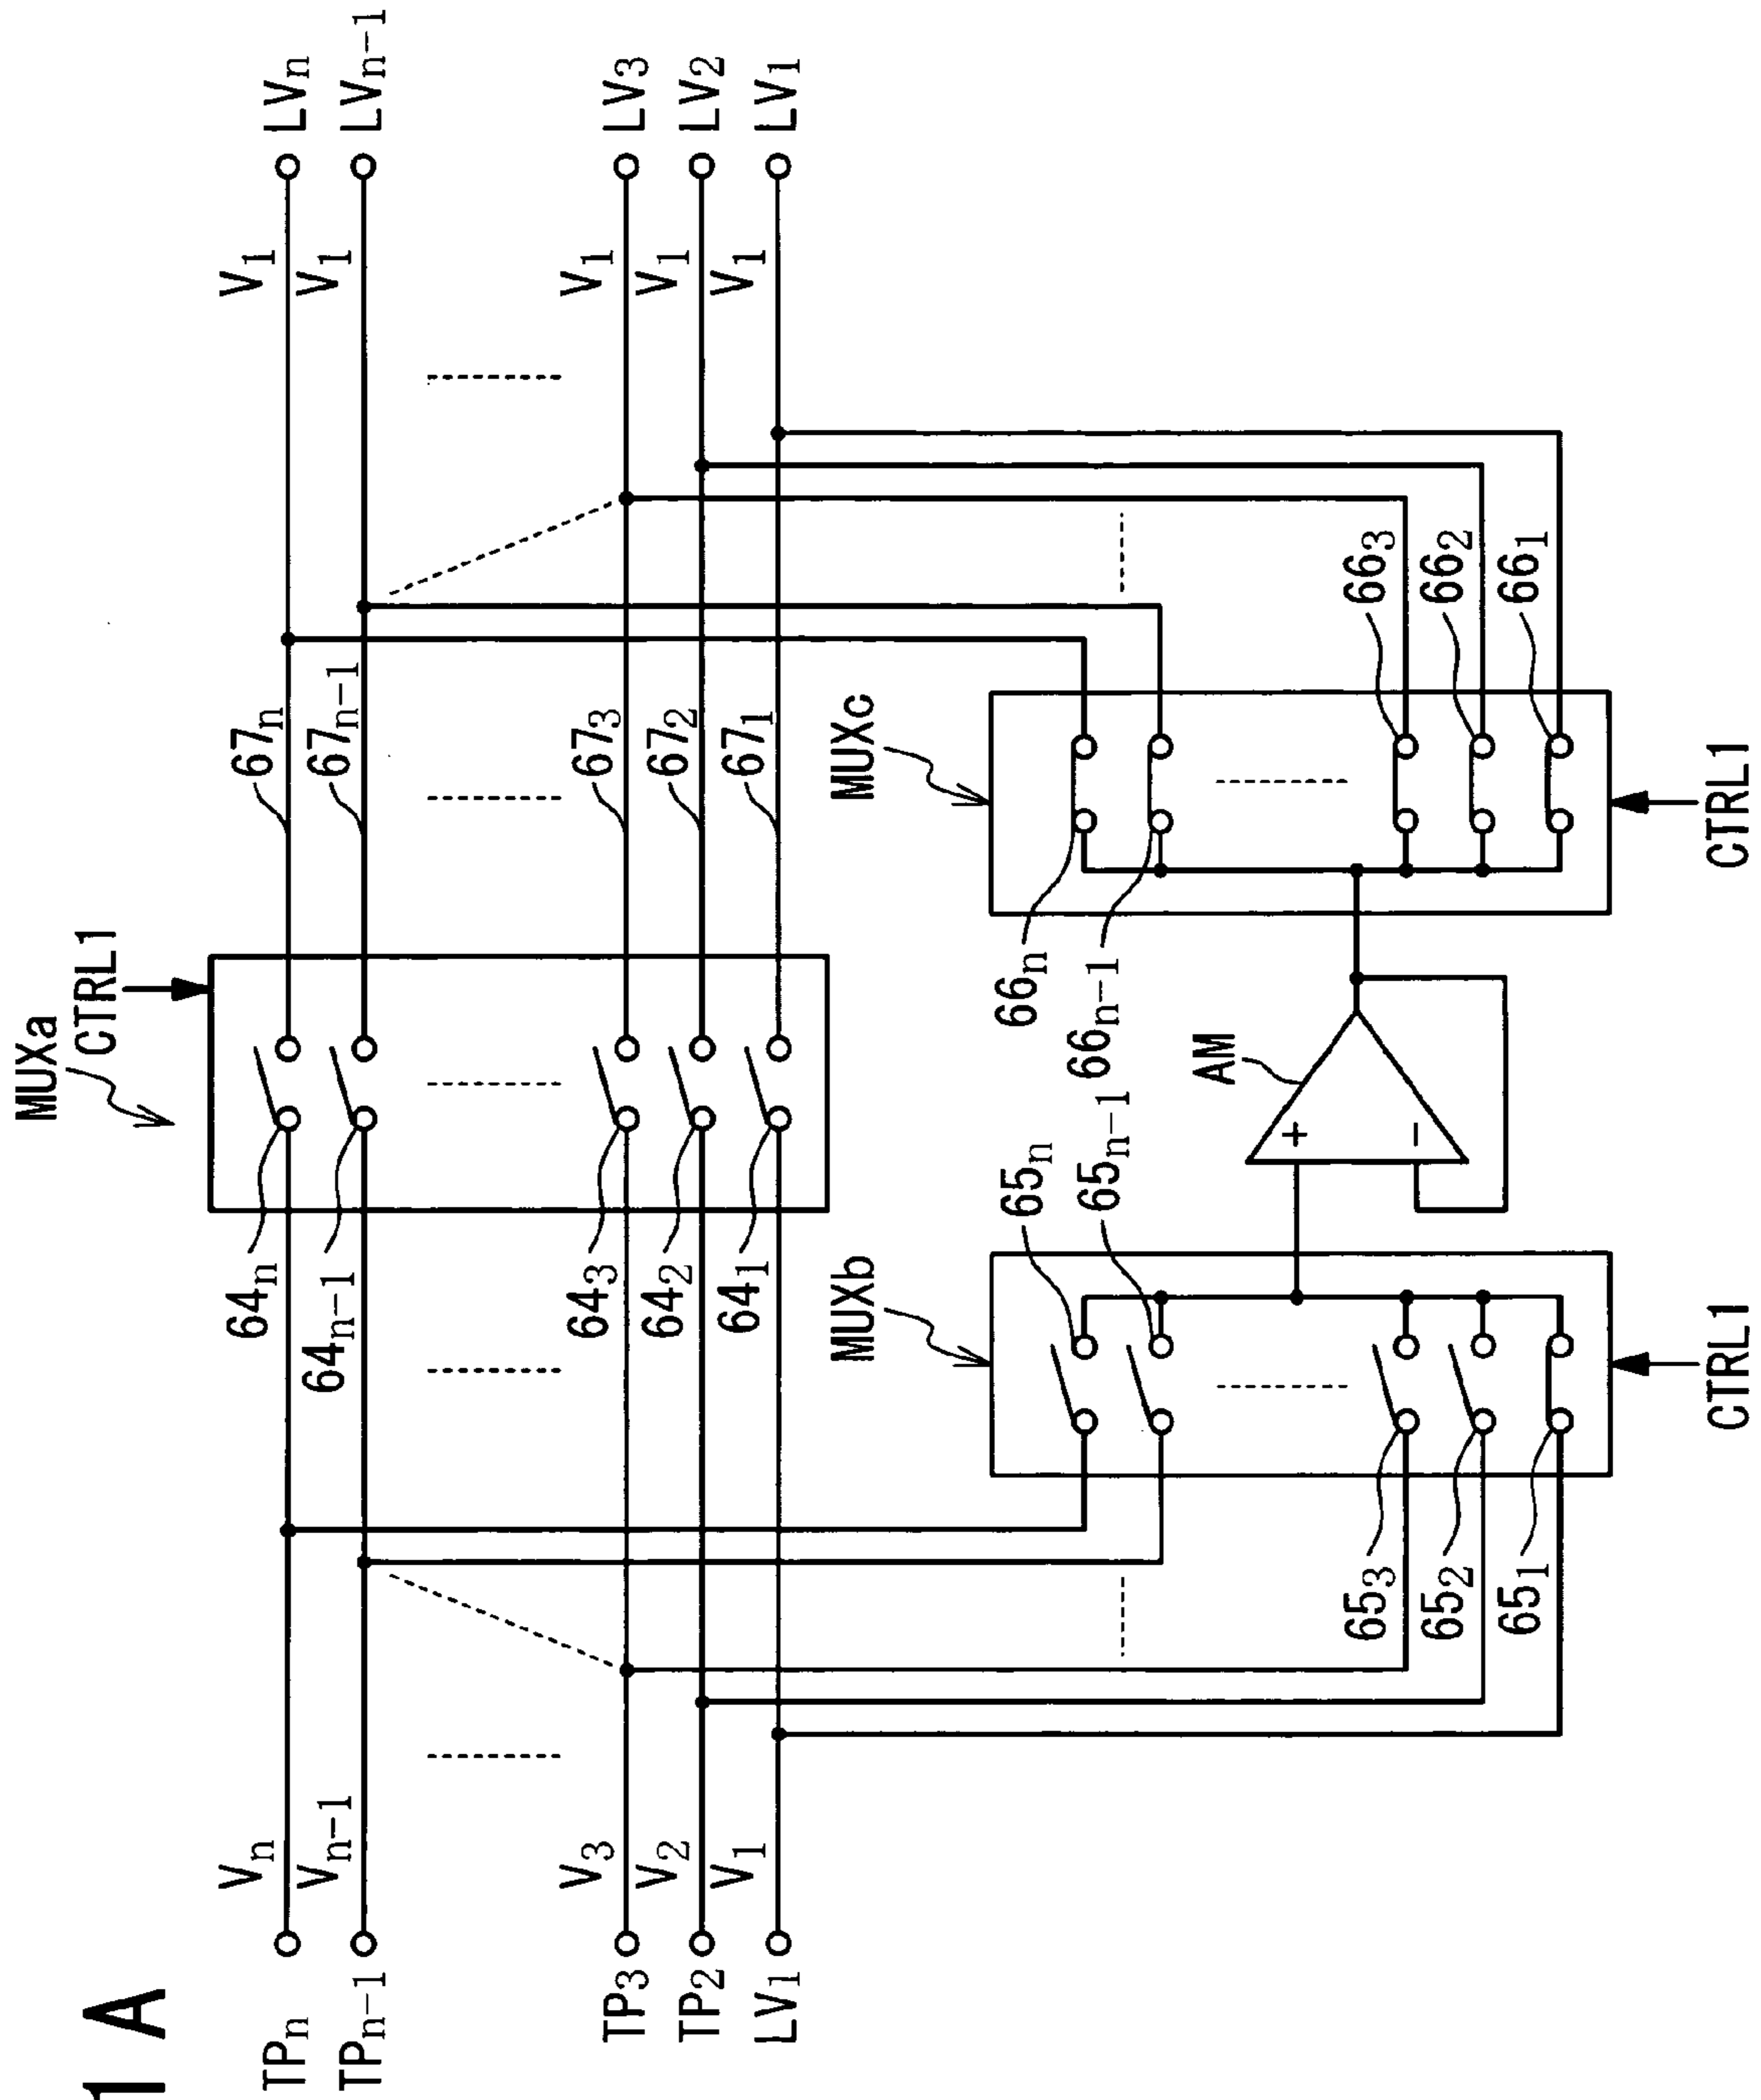 1 A
MUXa
CTRL1
TPₙ
Vₙ
64ₙ
67ₙ
V₁
LVₙ
TPₙ₋₁
Vₙ₋₁
64ₙ₋₁
67ₙ₋₁
V₁
LVₙ₋₁
TP₃
V₃
64₃
67₃
V₁
LV₃
TP₂
V₂
64₂
67₂
V₁
LV₂
LV₁
V₁
64₁
67₁
V₁
LV₁
MUXb
MUXc
65ₙ
65ₙ₋₁
65₃
65₂
65₁
AM
+
−
66ₙ
66ₙ₋₁
66₃
66₂
66₁
CTRL1
CTRL1